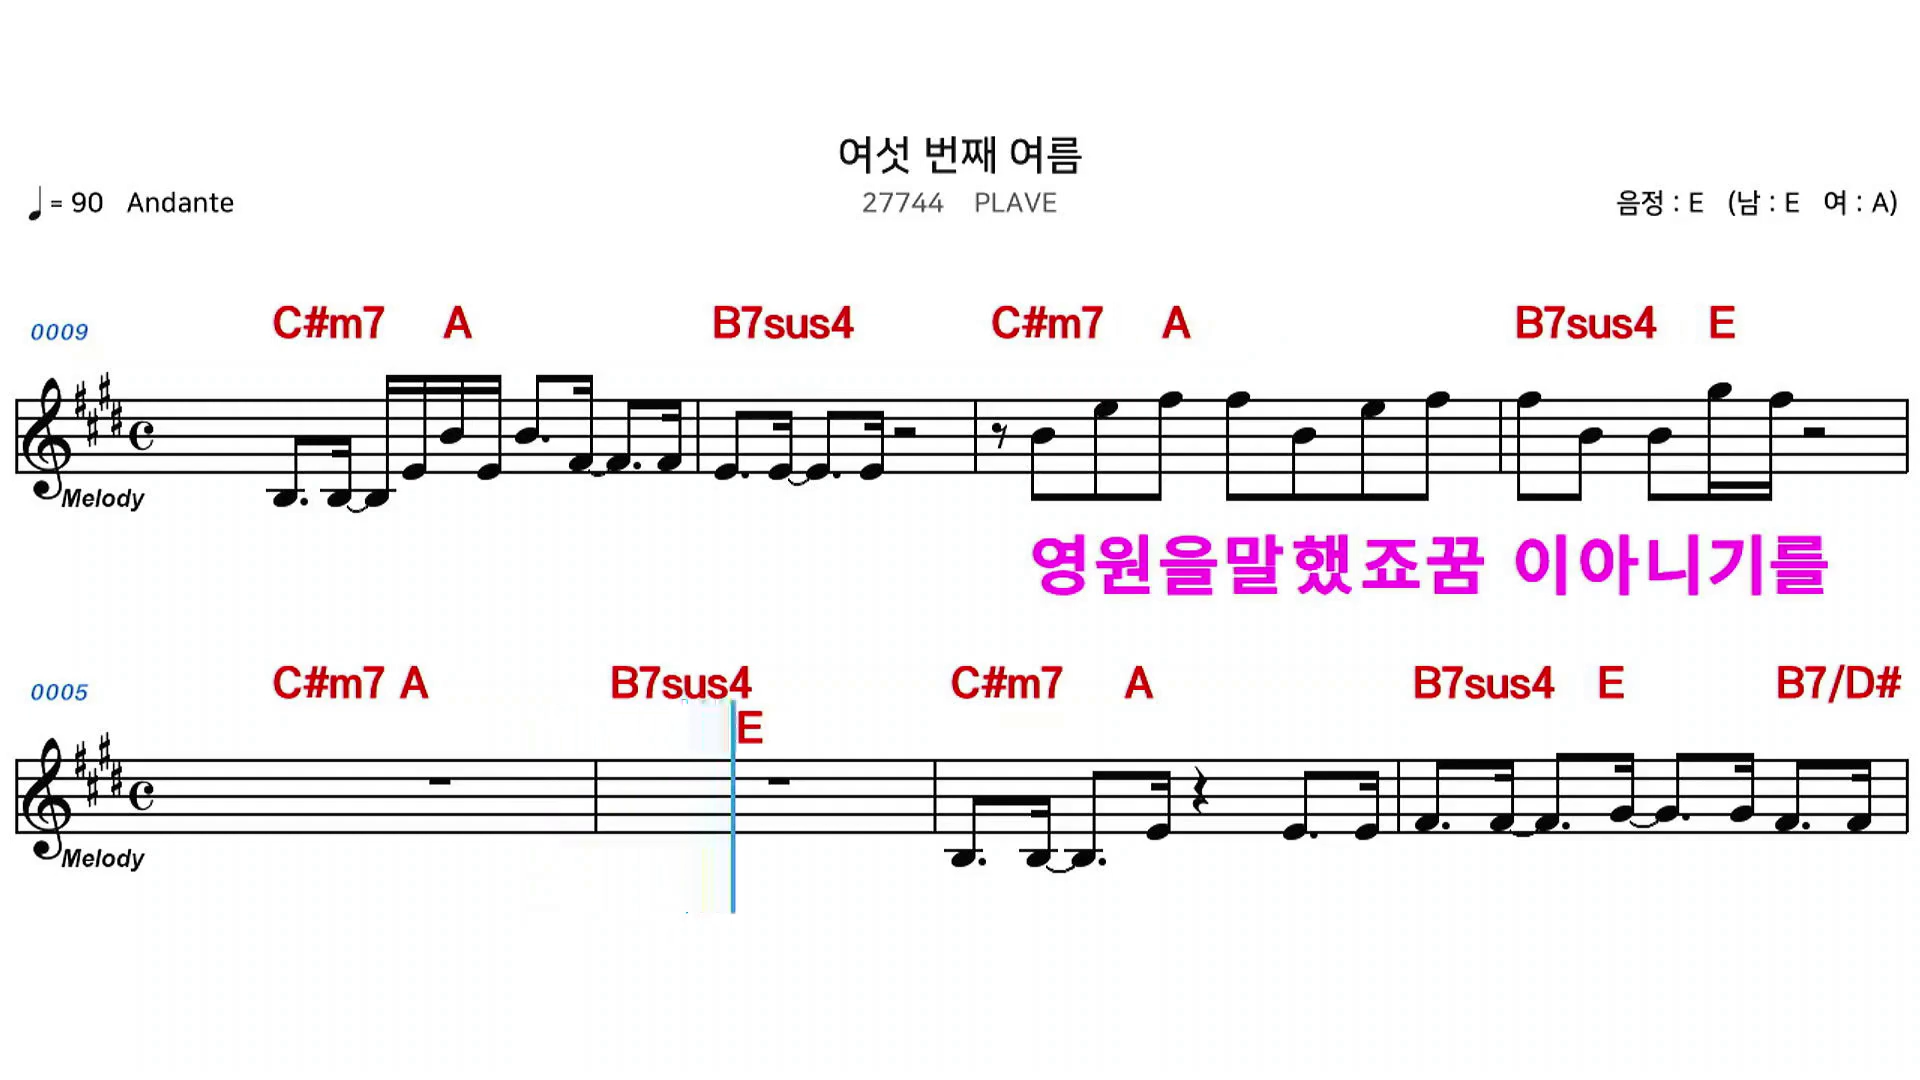 여섯 번째 여름
♩= 90 Andante
27744 PLAVE
음정 : E (남 : E 여 : A)
0009 C#m7 A B7sus4 C#m7 A B7sus4 E
Melody
영원을말했죠꿈 이아니기를
0005 C#m7 A B7sus4 C#m7 A B7sus4 E B7/D#
E
Melody